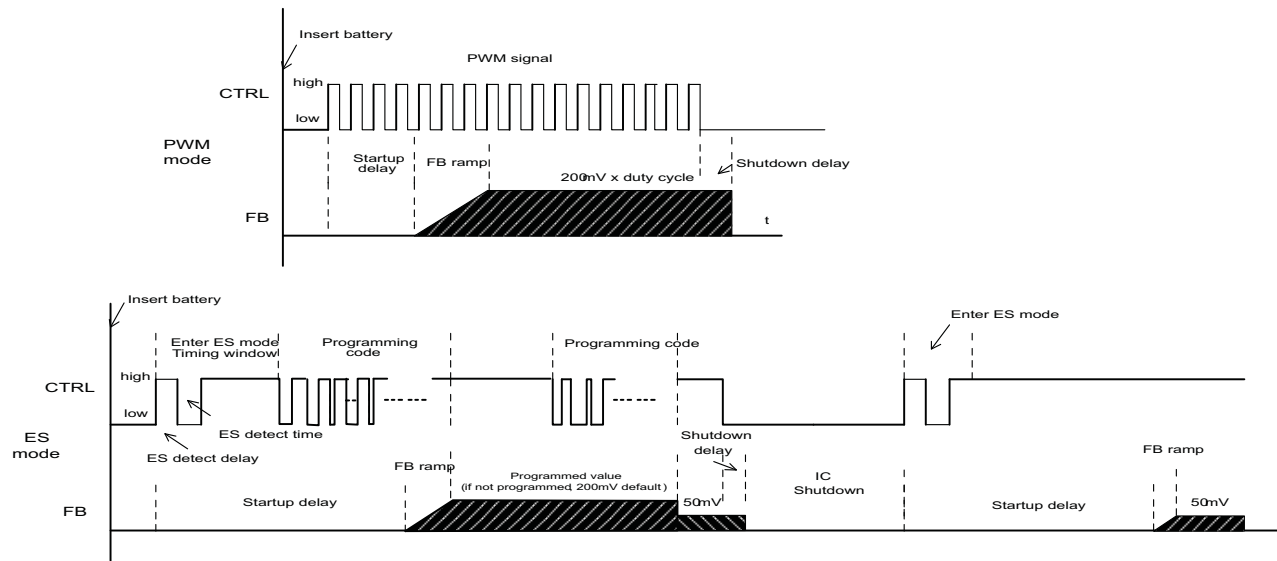 Insert battery
PWM signal
high
CTRL
low
PWM
mode
Startup
delay
FB ramp
Shutdown delay
200mV x duty cycle
FB
t
Insert battery
Enter ES mode
Enter ES mode
Timing window
Programming
code
Programming code
high
CTRL
low
ES detect time
ES
mode
ES detect delay
Shutdown
delay
FB ramp
FB ramp
Programmed value
(if not programmed, 200mV default)
IC
Shutdown
50mV
50mV
Startup delay
Startup delay
FB